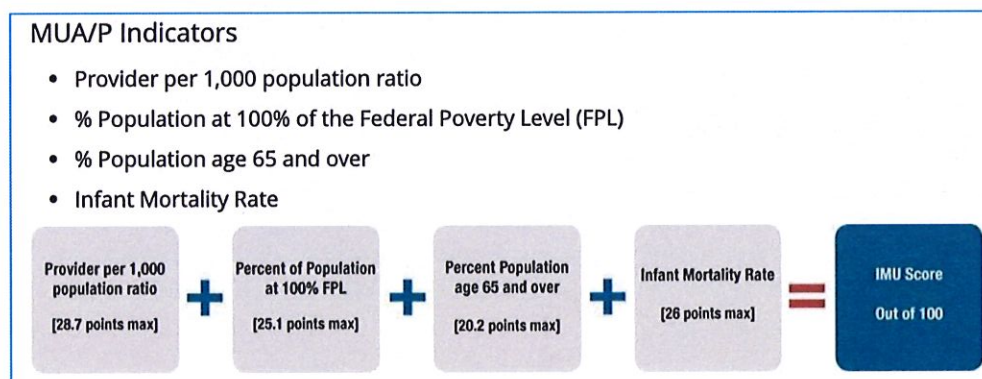 MUA/P Indicators
• Provider per 1,000 population ratio
• % Population at 100% of the Federal Poverty Level (FPL)
• % Population age 65 and over
• Infant Mortality Rate
Provider per 1,000
population ratio
[28.7 points max]
+
Percent of Population
at 100% FPL
[25.1 points max]
+
Percent Population
age 65 and over
[20.2 points max]
+
Infant Mortality Rate
[26 points max]
=
IMU Score
Out of 100